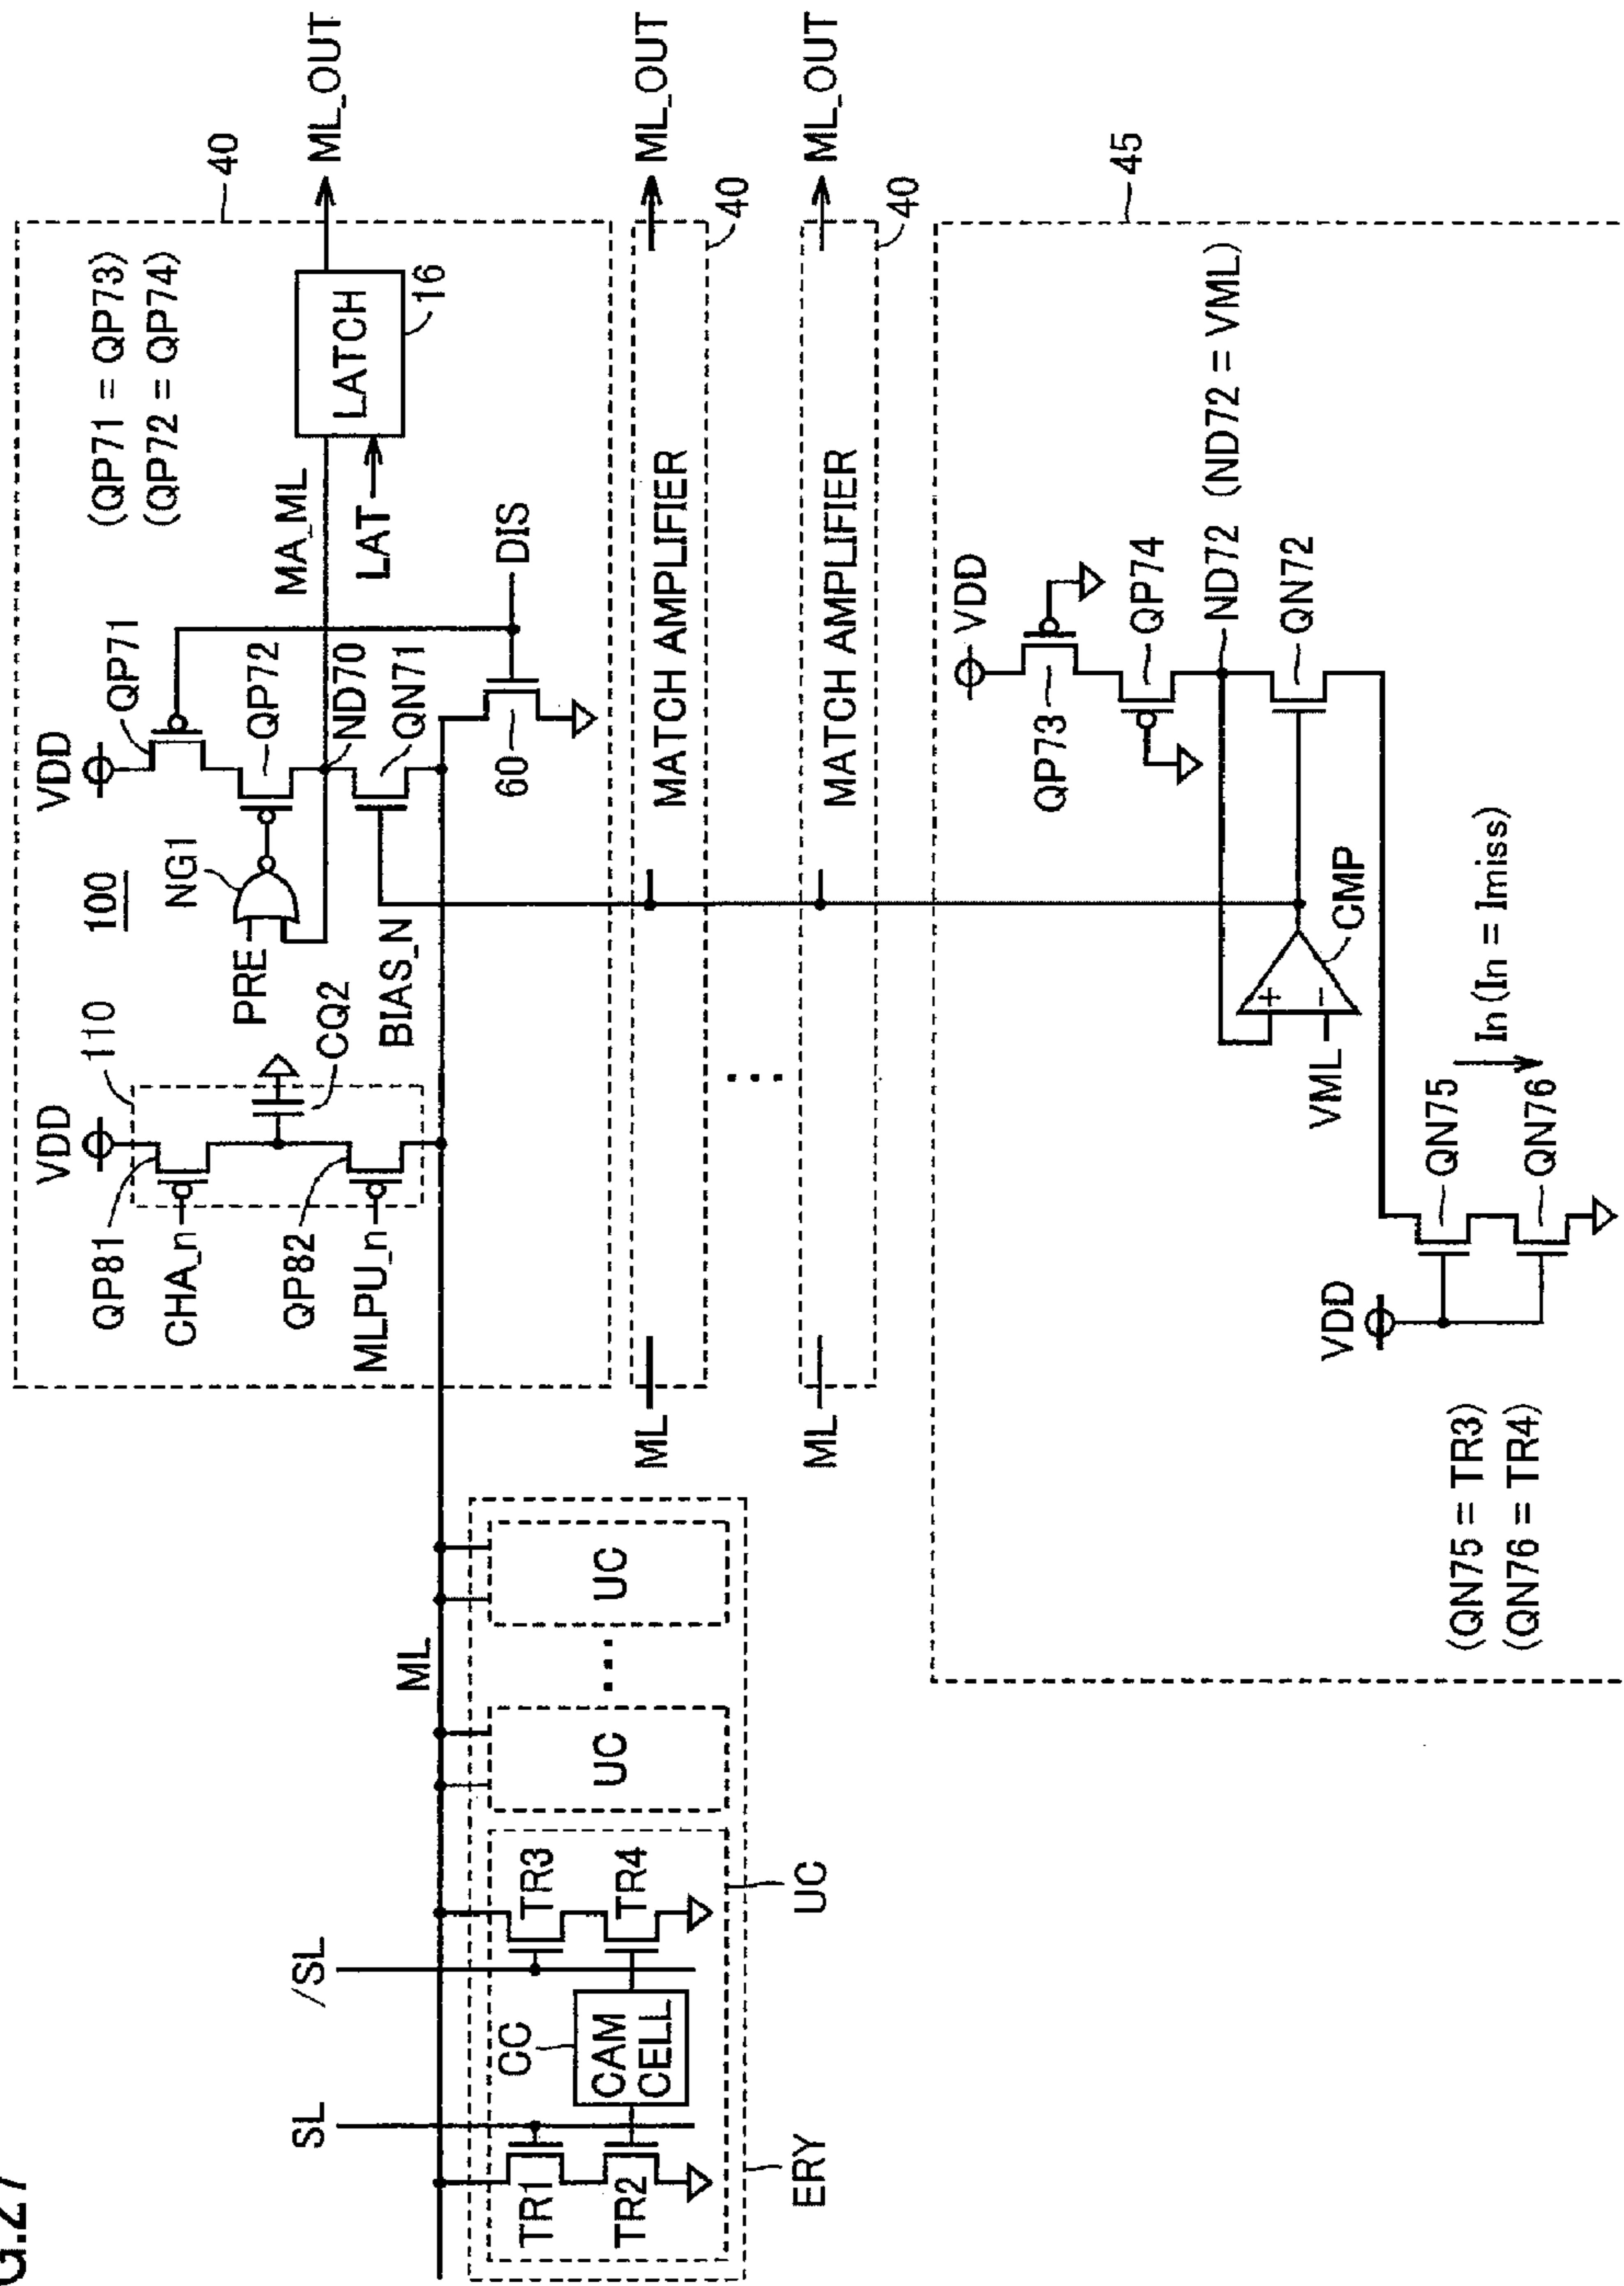 G.27
VDD
QP81
CHA_n
110
QP82
MLPU_n
CQ2
100
PRE
NG1
BIAS_N
VDD
QP71
QP72
ND70
QN71
60
DIS
MA_ML
LAT
LATCH
16
(QP71 = QP73)
(QP72 = QP74)
40
ML_OUT
ML
MATCH AMPLIFIER
ML_OUT
40
ML
MATCH AMPLIFIER
ML_OUT
40
SL
/SL
ML
TR1
TR2
CC
CAM
CELL
TR3
TR4
UC
UC
UC
ERY
45
VDD
QP73
QP74
ND72 (ND72 = VML)
QN72
CMP
+
−
VML
In (In = Imiss)
VDD
QN75
QN76
(QN75 = TR3)
(QN76 = TR4)